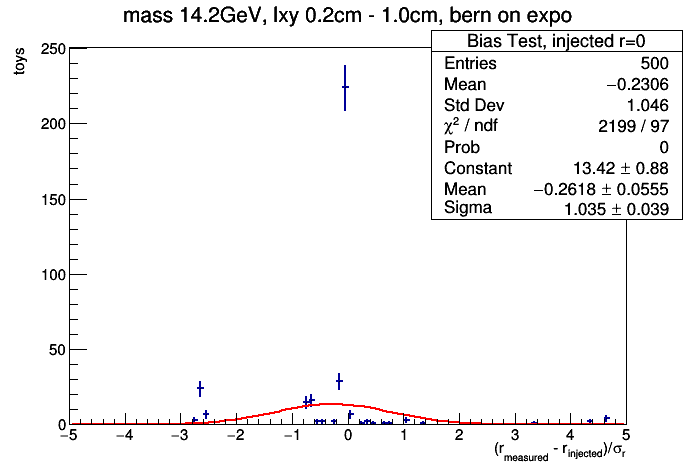 mass 14.2GeV, lxy 0.2cm - 1.0cm, bern on expo
Bias Test, injected r=0
Entries 500
Mean −0.2306
Std Dev 1.046
χ² / ndf 2199 / 97
Prob 0
Constant 13.42 ± 0.88
Mean −0.2618 ± 0.0555
Sigma 1.035 ± 0.039
toys
250
200
150
100
50
0
−5 −4 −3 −2 −1 0 1 2 3 4 5
(r_measured - r_injected)/σ_r